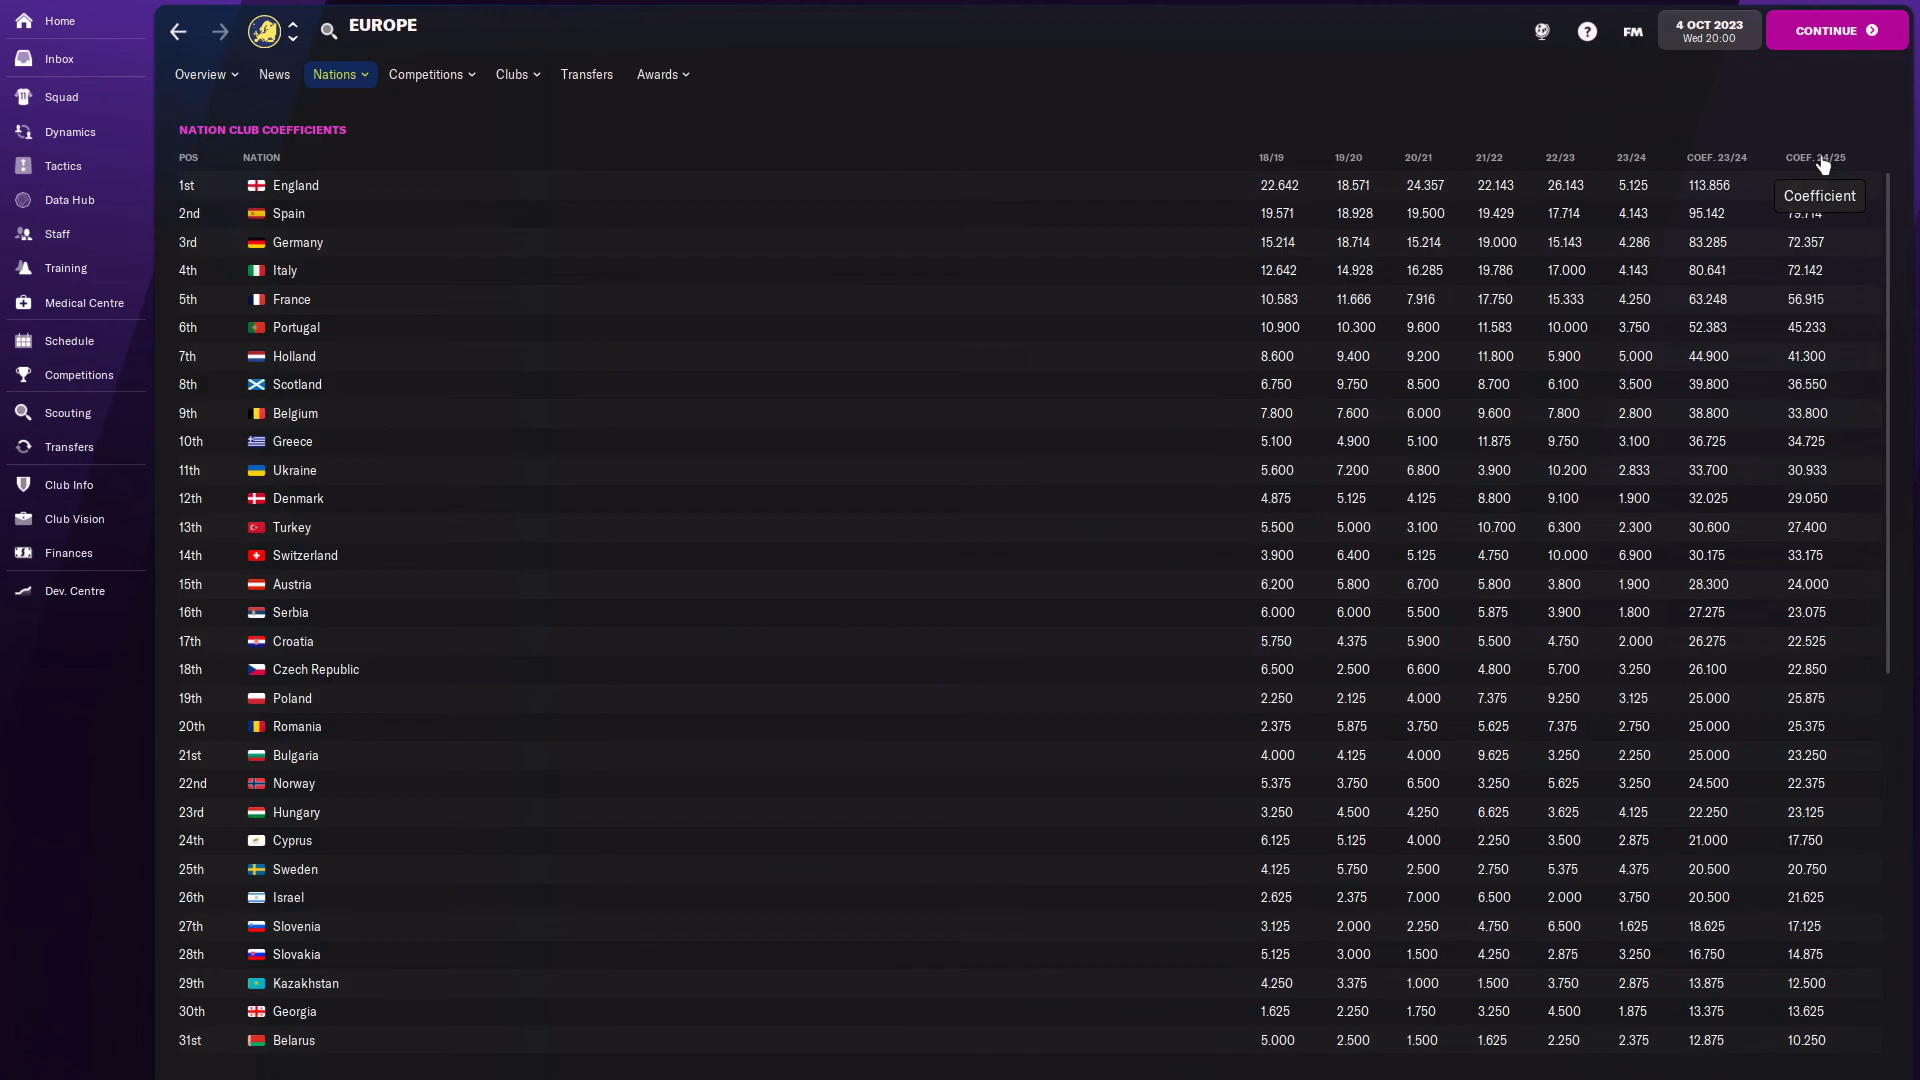 Home
Inbox
Squad
Dynamics
Tactics
Data Hub
Staff
Training
Medical Centre
Schedule
Competitions
Scouting
Transfers
Club Info
Club Vision
Finances
Dev. Centre
EUROPE
FM
4 OCT 2023
Wed 20:00
CONTINUE
Overview News Nations Competitions Clubs Transfers Awards
NATION CLUB COEFFICIENTS
POS NATION 18/19 19/20 20/21 21/22 22/23 23/24 COEF. 23/24 COEF. 24/25
Coefficient
1st England 22.642 18.571 24.357 22.143 26.143 5.125 113.856
2nd Spain 19.571 18.928 19.500 19.429 17.714 4.143 95.142 79.714
3rd Germany 15.214 18.714 15.214 19.000 15.143 4.286 83.285 72.357
4th Italy 12.642 14.928 16.285 19.786 17.000 4.143 80.641 72.142
5th France 10.583 11.666 7.916 17.750 15.333 4.250 63.248 56.915
6th Portugal 10.900 10.300 9.600 11.583 10.000 3.750 52.383 45.233
7th Holland 8.600 9.400 9.200 11.800 5.900 5.000 44.900 41.300
8th Scotland 6.750 9.750 8.500 8.700 6.100 3.500 39.800 36.550
9th Belgium 7.800 7.600 6.000 9.600 7.800 2.800 38.800 33.800
10th Greece 5.100 4.900 5.100 11.875 9.750 3.100 36.725 34.725
11th Ukraine 5.600 7.200 6.800 3.900 10.200 2.833 33.700 30.933
12th Denmark 4.875 5.125 4.125 8.800 9.100 1.900 32.025 29.050
13th Turkey 5.500 5.000 3.100 10.700 6.300 2.300 30.600 27.400
14th Switzerland 3.900 6.400 5.125 4.750 10.000 6.900 30.175 33.175
15th Austria 6.200 5.800 6.700 5.800 3.800 1.900 28.300 24.000
16th Serbia 6.000 6.000 5.500 5.875 3.900 1.800 27.275 23.075
17th Croatia 5.750 4.375 5.900 5.500 4.750 2.000 26.275 22.525
18th Czech Republic 6.500 2.500 6.600 4.800 5.700 3.250 26.100 22.850
19th Poland 2.250 2.125 4.000 7.375 9.250 3.125 25.000 25.875
20th Romania 2.375 5.875 3.750 5.625 7.375 2.750 25.000 25.375
21st Bulgaria 4.000 4.125 4.000 9.625 3.250 2.250 25.000 23.250
22nd Norway 5.375 3.750 6.500 3.250 5.625 3.250 24.500 22.375
23rd Hungary 3.250 4.500 4.250 6.625 3.625 4.125 22.250 23.125
24th Cyprus 6.125 5.125 4.000 2.250 3.500 2.875 21.000 17.750
25th Sweden 4.125 5.750 2.500 2.750 5.375 4.375 20.500 20.750
26th Israel 2.625 2.375 7.000 6.500 2.000 3.750 20.500 21.625
27th Slovenia 3.125 2.000 2.250 4.750 6.500 1.625 18.625 17.125
28th Slovakia 5.125 3.000 1.500 4.250 2.875 3.250 16.750 14.875
29th Kazakhstan 4.250 3.375 1.000 1.500 3.750 2.875 13.875 12.500
30th Georgia 1.625 2.250 1.750 3.250 4.500 1.875 13.375 13.625
31st Belarus 5.000 2.500 1.500 1.625 2.250 2.375 12.875 10.250